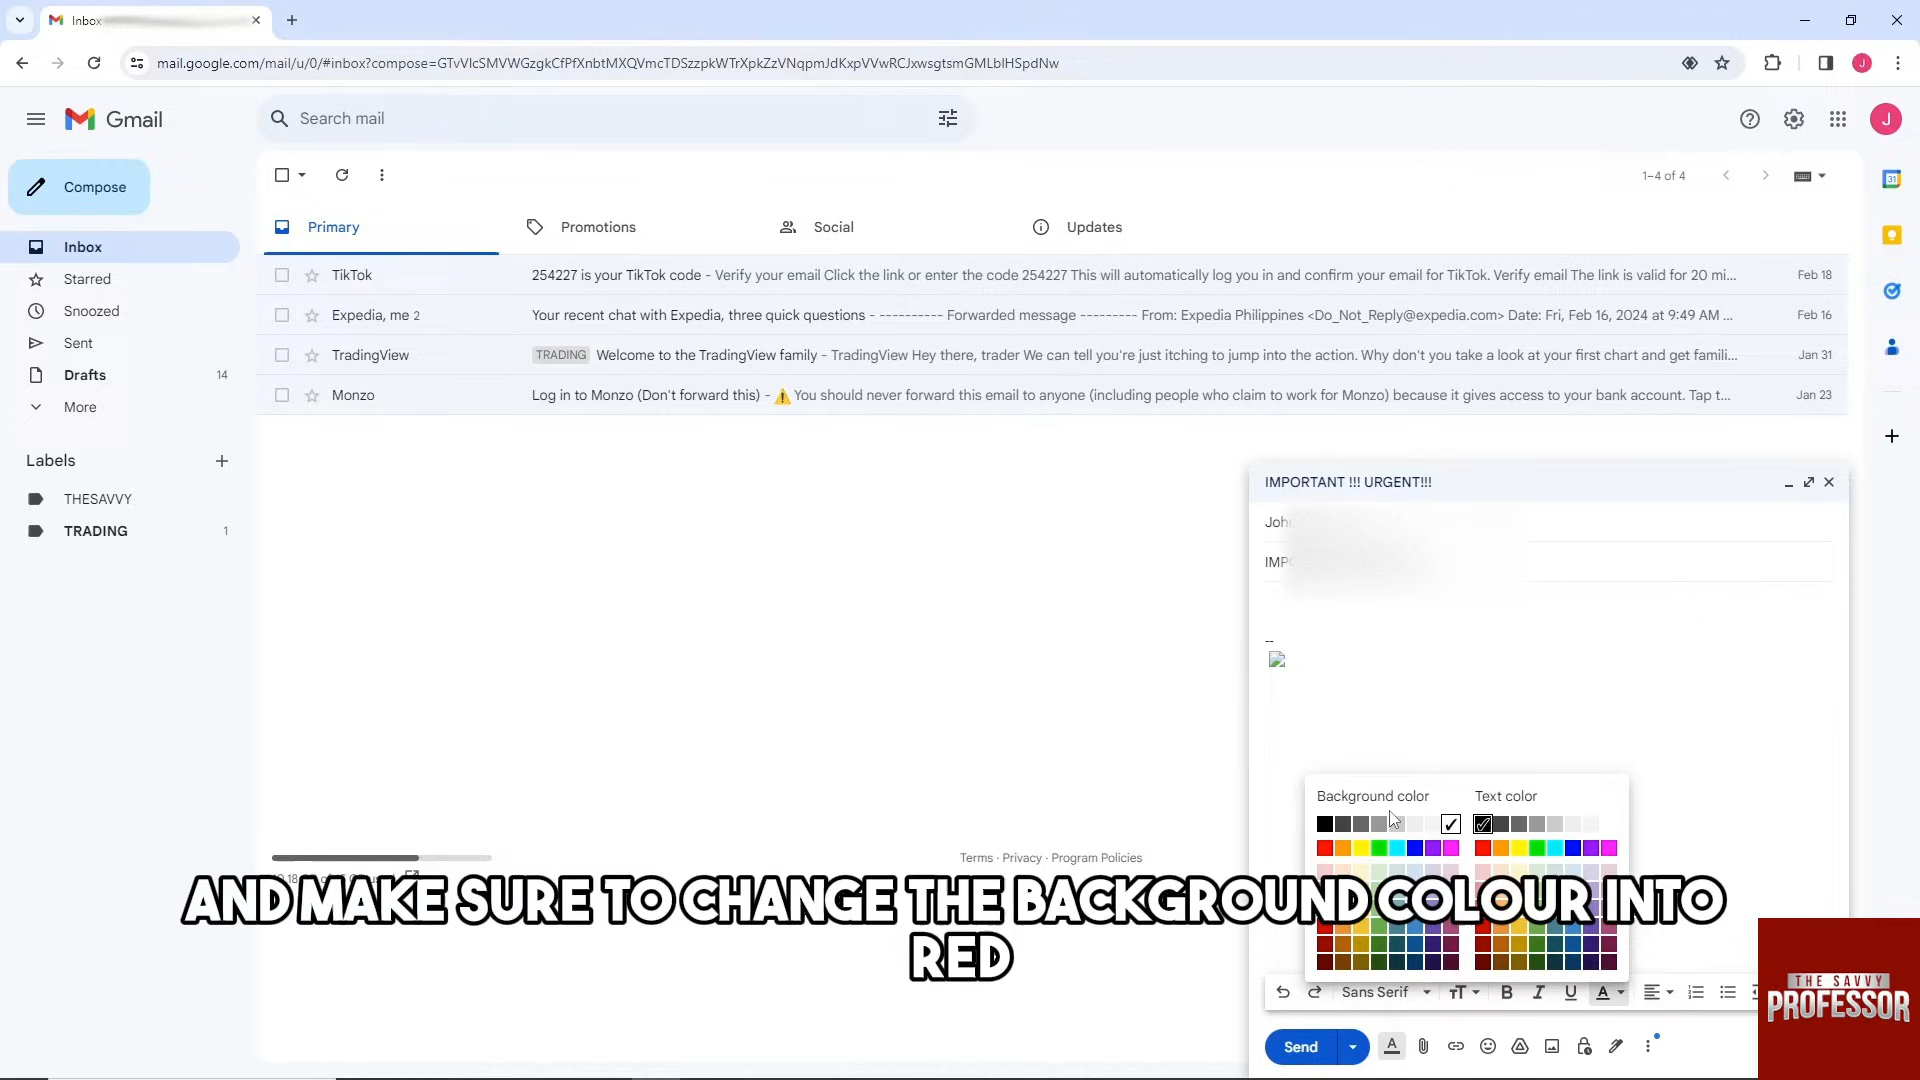 Inbox
mail.google.com/mail/u/0/#inbox?compose=GTvVlcSMVWGzgkCfPfXnbtMXQVmcTDSzzpkWTrXpkZzVNqpmJdKxpVVwRCJxwsgtsmGMLblHSpdNw
J
Gmail
Search mail
J
Compose
1–4 of 4
Primary
Promotions
Social
Updates
31
Inbox
Starred
Snoozed
Sent
Drafts 14
More
TikTok 254227 is your TikTok code - Verify your email Click the link or enter the code 254227 This will automatically log you in and confirm your email for TikTok. Verify email The link is valid for 20 mi... Feb 18
Expedia, me 2 Your recent chat with Expedia, three quick questions - ---------- Forwarded message --------- From: Expedia Philippines <Do_Not_Reply@expedia.com> Date: Fri, Feb 16, 2024 at 9:49 AM ... Feb 16
TradingView TRADING Welcome to the TradingView family - TradingView Hey there, trader We can tell you're just itching to jump into the action. Why don't you take a look at your first chart and get famili... Jan 31
Monzo Log in to Monzo (Don't forward this) - ⚠️ You should never forward this email to anyone (including people who claim to work for Monzo) because it gives access to your bank account. Tap t... Jan 23
Labels
THESAVVY
TRADING 1
IMPORTANT !!! URGENT!!!
--
Background color
Text color
Terms · Privacy · Program Policies
AND MAKE SURE TO CHANGE THE BACKGROUND COLOUR INTO
RED
Sans Serif
B I U A
Send
A
THE SAVVY
PROFESSOR